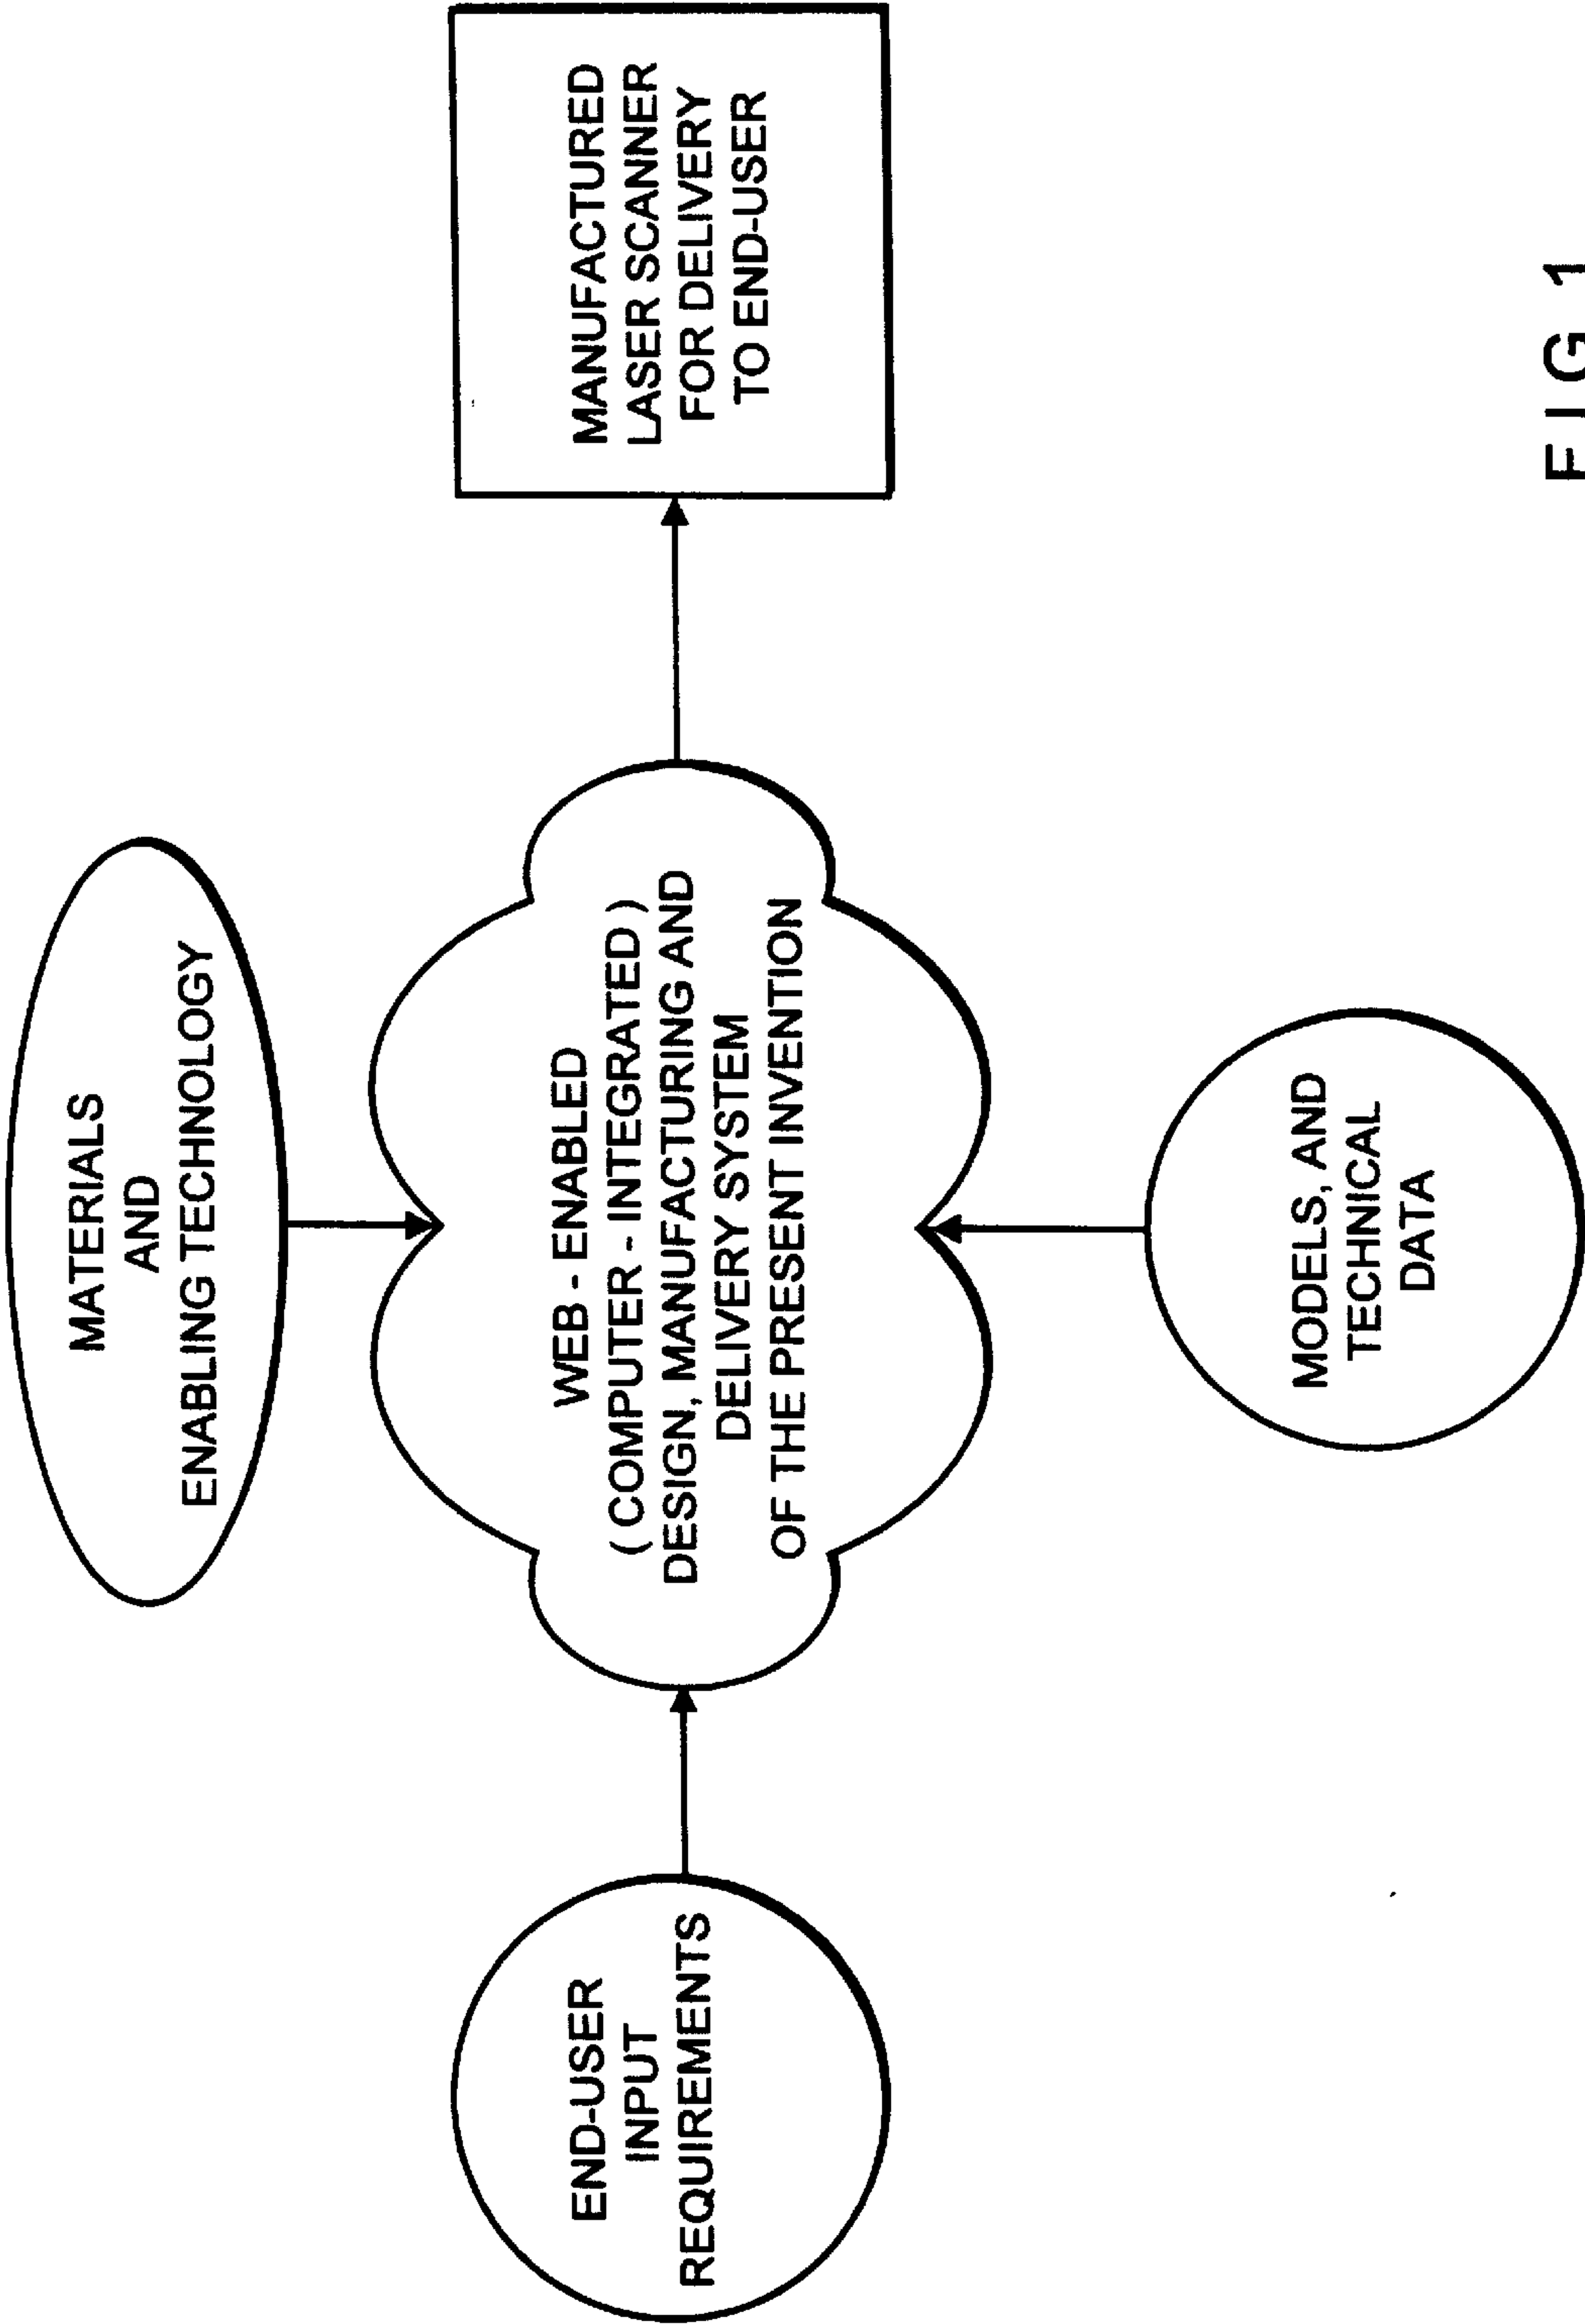 MATERIALS
AND
ENABLING TECHNOLOGY
END-USER
INPUT
REQUIREMENTS
WEB - ENABLED
( COMPUTER - INTEGRATED )
DESIGN, MANUFACTURING AND
DELIVERY SYSTEM
OF THE PRESENT INVENTION
MANUFACTURED
LASER SCANNER
FOR DELIVERY
TO END-USER
MODELS, AND
TECHNICAL
DATA
FIG 1